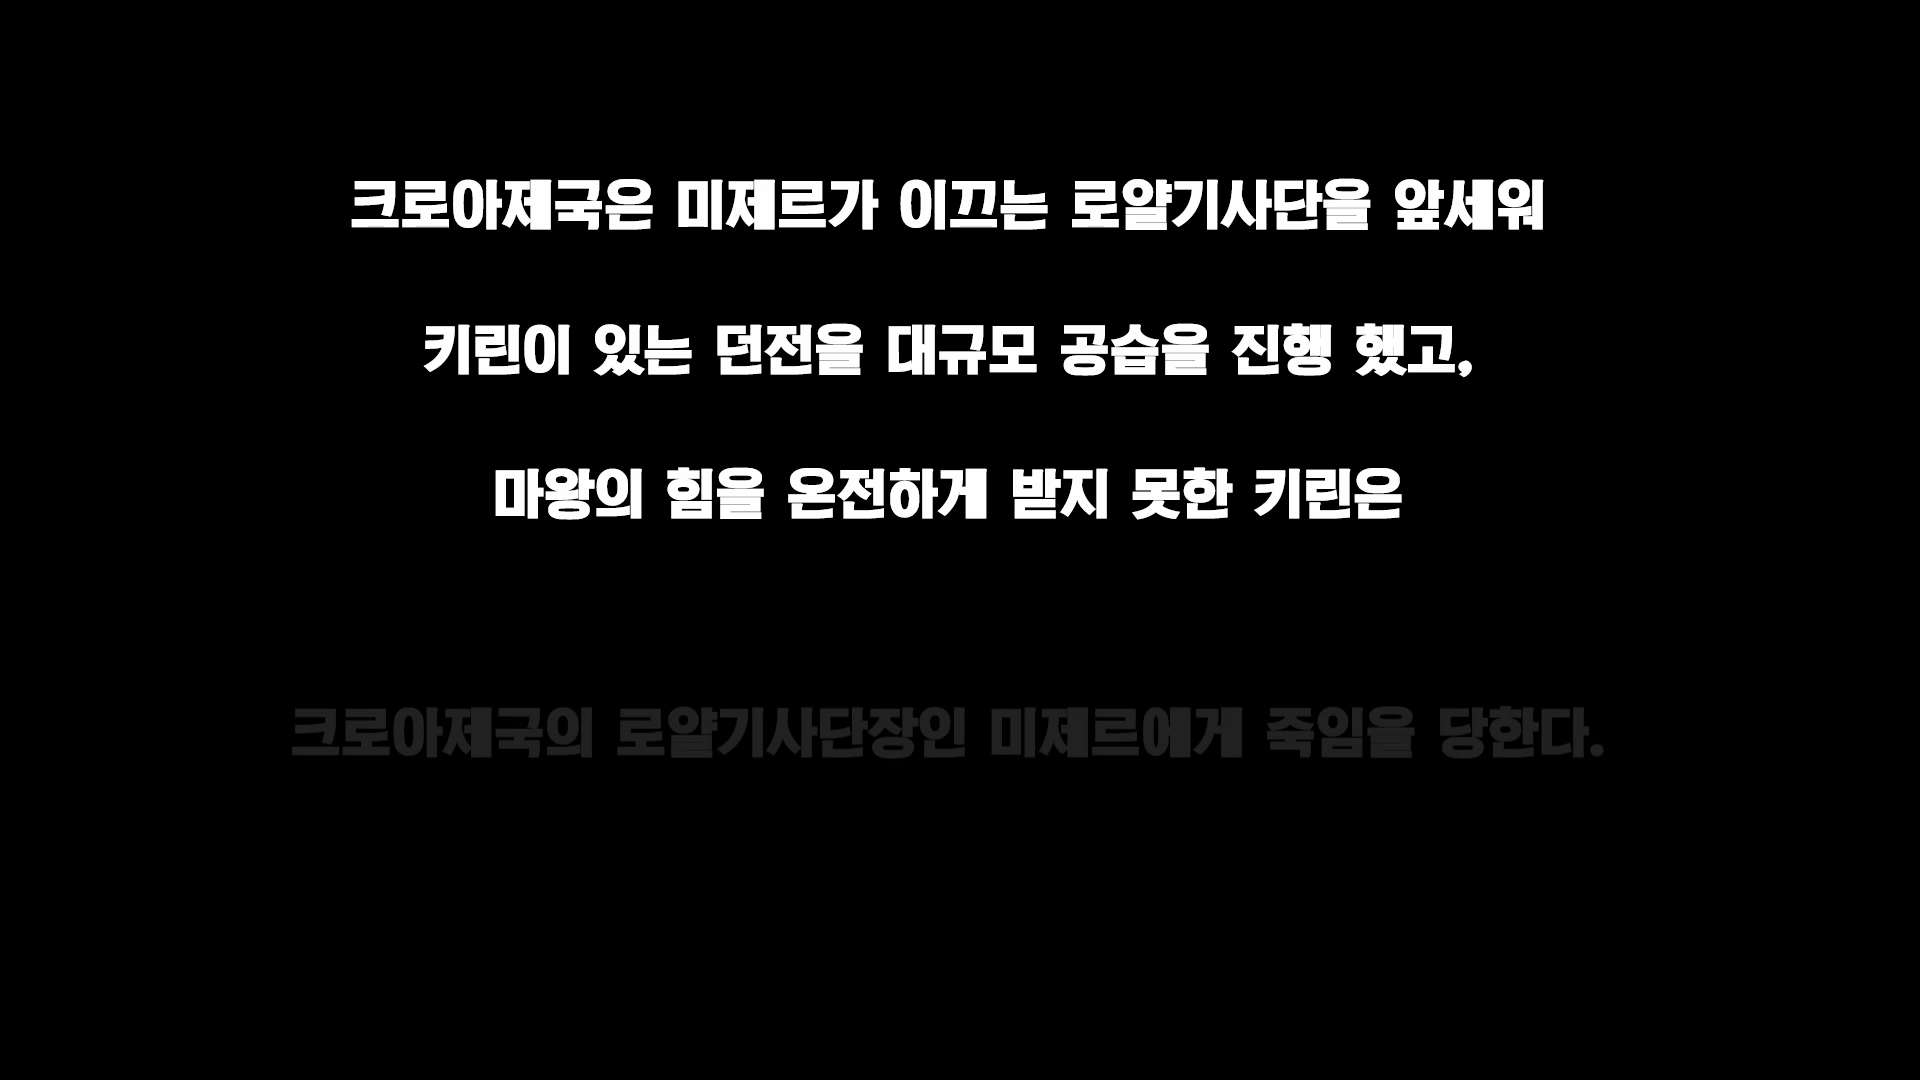 크로아제국은 미제르가 이끄는 로얄기사단을 앞세워
키린이 있는 던전을 대규모 공습을 진행 했고,
마왕의 힘을 온전하게 받지 못한 키린은
크로아제국의 로얄기사단장인 미제르에게 죽임을 당한다.